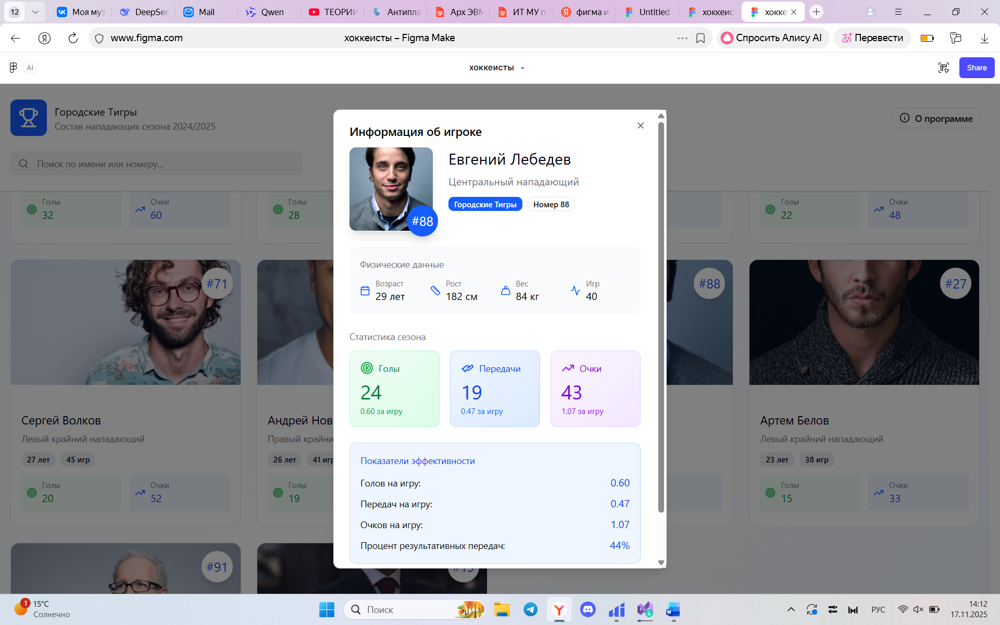 12
Моя муз
DeepSee
Mail
Qwen
ТЕОРИИ
Антипла
Арх ЭВМ
ИТ МУ п
фигма и
Untitled
хоккеист
хокке
www.figma.com
хоккеисты – Figma Make
Спросить Алису AI
Перевести
AI
хоккеисты
Share
Городские Тигры
Состав нападающих сезона 2024/2025
О программе
Поиск по имени или номеру...
Голы
32
Очки
60
Голы
28
Голы
22
Очки
48
#71
Сергей Волков
Левый крайний нападающий
27 лет
45 игр
Голы
20
Очки
52
Андрей Нов
Правый крайни
26 лет
41 игр
Голы
19
#88
#27
Артем Белов
Левый крайний нападающий
23 лет
38 игр
Голы
15
Очки
33
#91
Информация об игроке
#88
Евгений Лебедев
Центральный нападающий
Городские Тигры
Номер 88
Физические данные
Возраст
29 лет
Рост
182 см
Вес
84 кг
Игр
40
Статистика сезона
Голы
24
0.60 за игру
Передачи
19
0.47 за игру
Очки
43
1.07 за игру
Показатели эффективности
Голов на игру:
0.60
Передач на игру:
0.47
Очков на игру:
1.07
Процент результативных передач:
44%
1
15°C
Солнечно
Поиск
РУС
14:12
17.11.2025